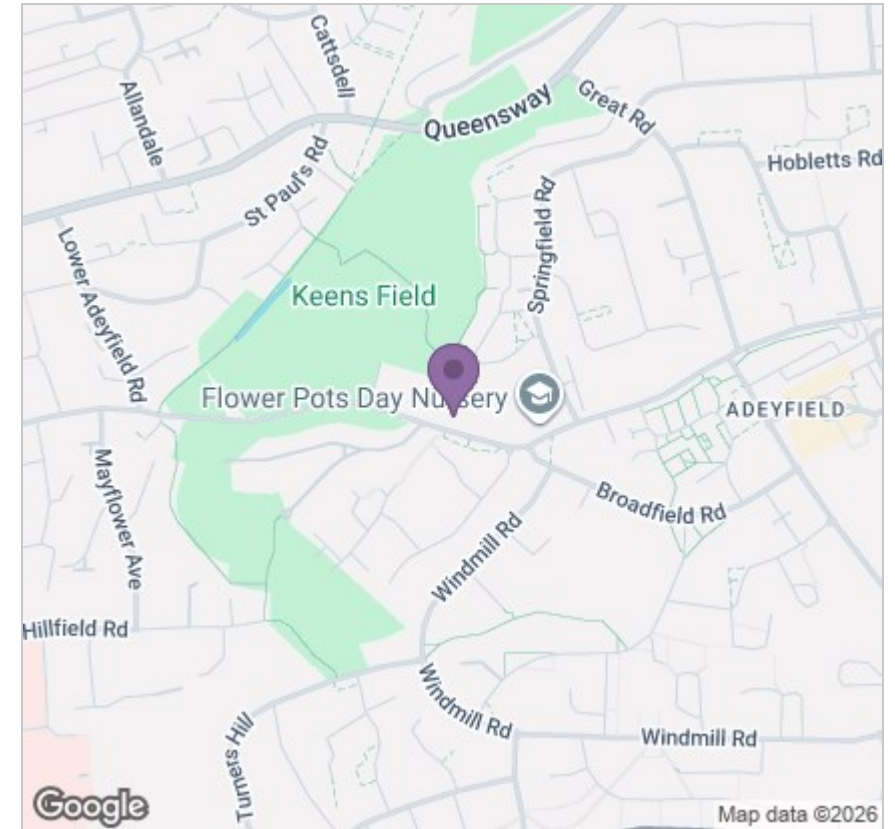 Cattsdell
Allandale
Queensway
Great Rd
Hobletts Rd
St Paul's Rd
Springfield Rd
Lower Adeyfield Rd
Keens Field
Flower Pots Day Nursery
ADEYFIELD
Mayflower Ave
Broadfield Rd
Windmill Rd
Hillfield Rd
Windmill Rd
Windmill Rd
Turners Hill
Google
Map data ©2026